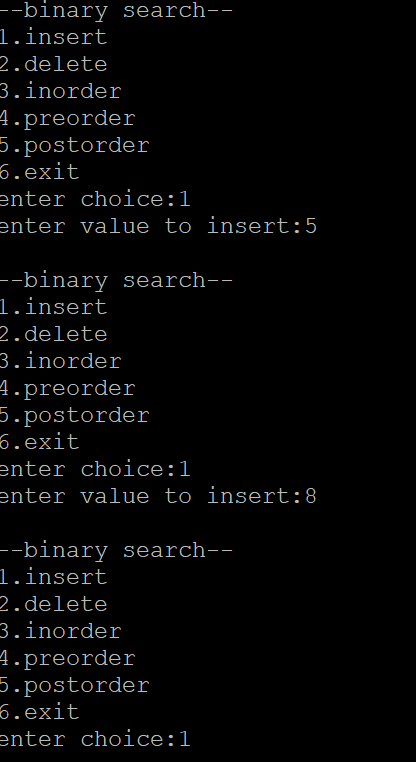 --binary search--
1.insert
2.delete
3.inorder
4.preorder
5.postorder
6.exit
enter choice:1
enter value to insert:5
--binary search--
1.insert
2.delete
3.inorder
4.preorder
5.postorder
6.exit
enter choice:1
enter value to insert:8
--binary search--
1.insert
2.delete
3.inorder
4.preorder
5.postorder
6.exit
enter choice:1